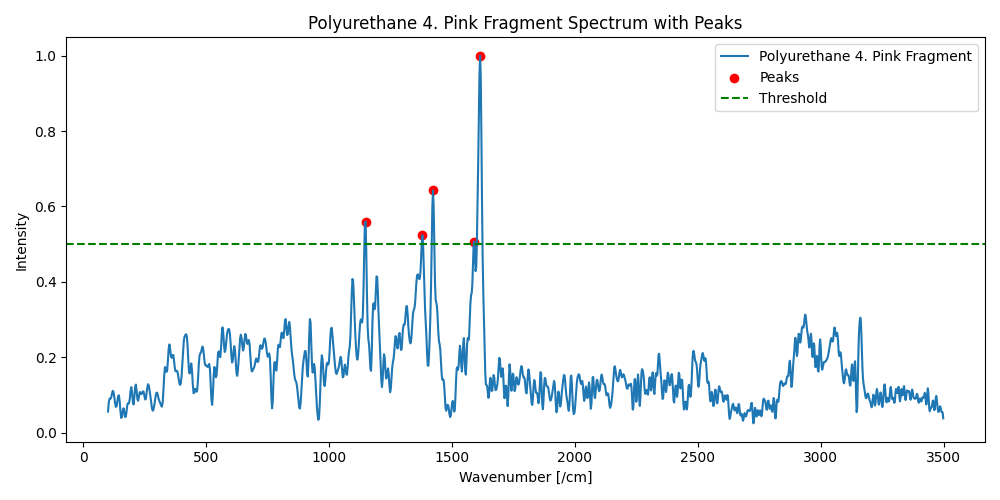 Polyurethane 4. Pink Fragment Spectrum with Peaks
Polyurethane 4. Pink Fragment
Peaks
Threshold
Intensity
1.0
0.8
0.6
0.4
0.2
0.0
0 500 1000 1500 2000 2500 3000 3500
Wavenumber [/cm]